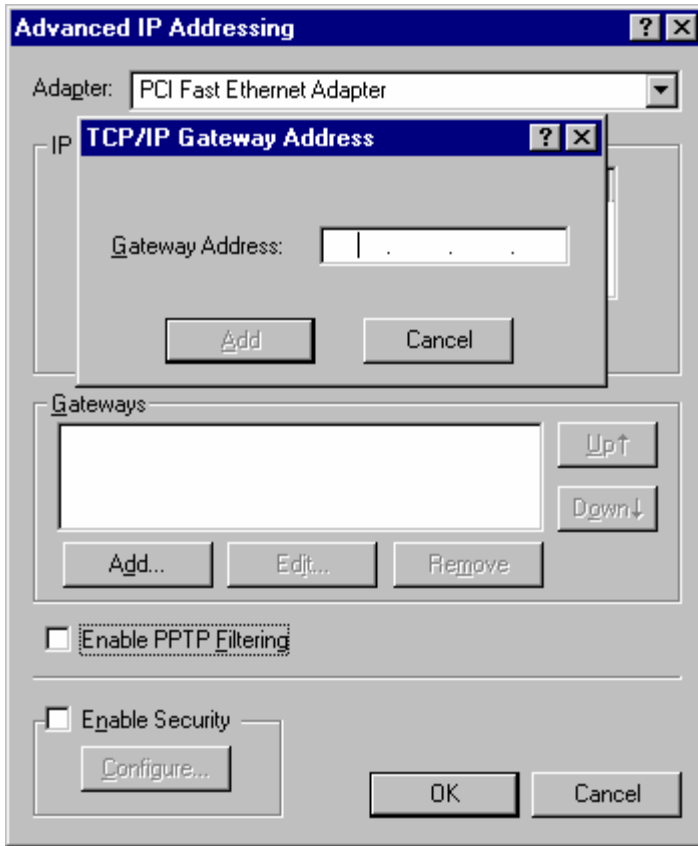 Advanced IP Addressing
Adapter: PCI Fast Ethernet Adapter
IP
TCP/IP Gateway Address
Gateway Address: . . .
Add Cancel
Gateways
Up↑
Down↓
Add... Edit... Remove
Enable PPTP Filtering
Enable Security
Configure...
OK Cancel